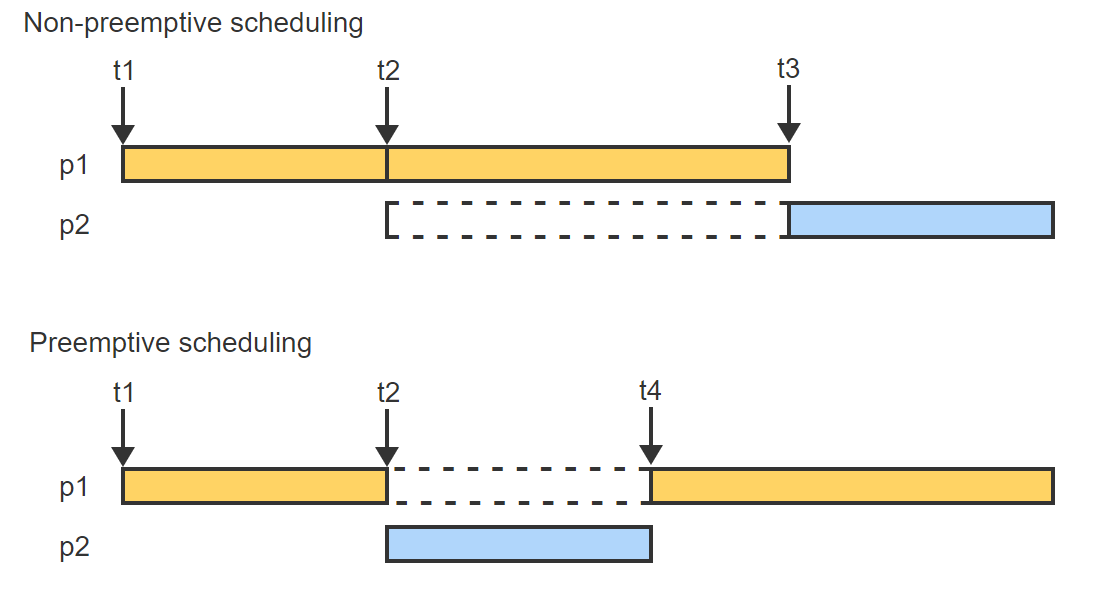 Non-preemptive scheduling
t1 t2 t3
p1
p2
Preemptive scheduling
t1 t2 t4
p1
p2